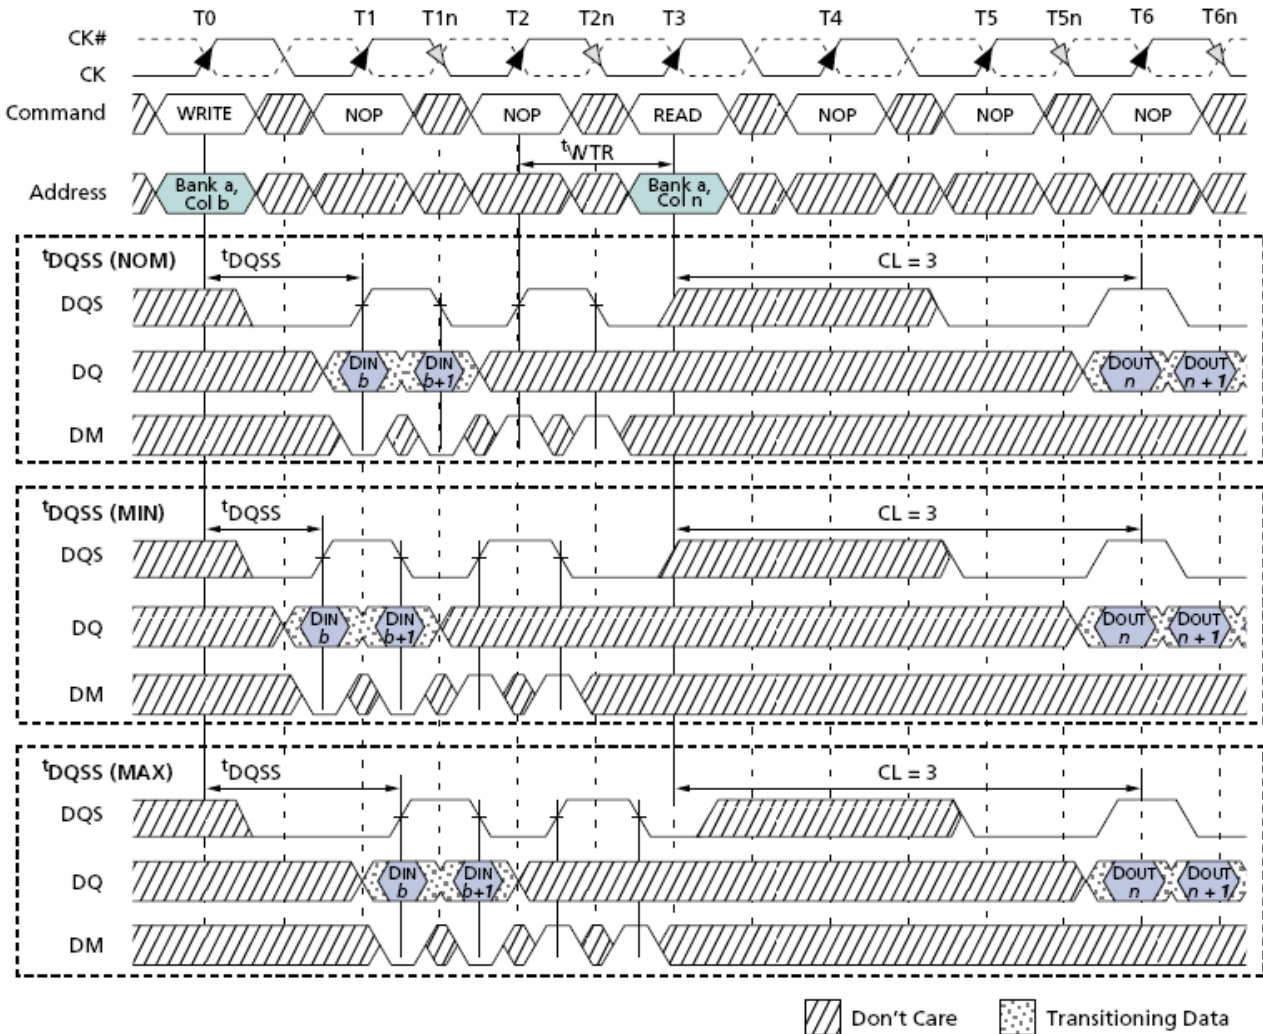 T0 T1 T1n T2 T2n T3 T4 T5 T5n T6 T6n
CK#
CK
Command WRITE NOP NOP READ NOP NOP NOP
tWTR
Address Bank a, Col b Bank a, Col n
tDQSS (NOM) tDQSS CL = 3
DQS
DQ DIN b DIN b+1 DOUT n DOUT n + 1
DM
tDQSS (MIN) tDQSS CL = 3
DQS
DQ DIN b DIN b+1 DOUT n DOUT n + 1
DM
tDQSS (MAX) tDQSS CL = 3
DQS
DQ DIN b DIN b+1 DOUT n DOUT n + 1
DM
Don't Care Transitioning Data